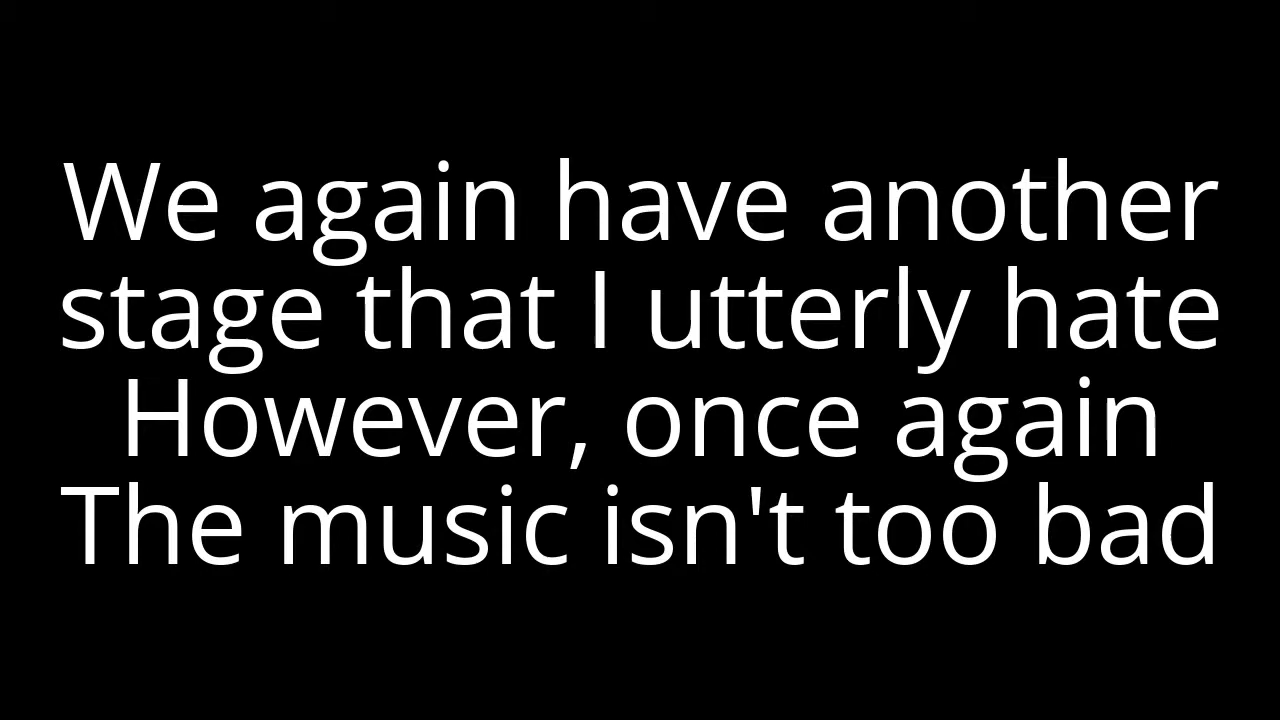 We again have another
stage that I utterly hate
However, once again
The music isn't too bad